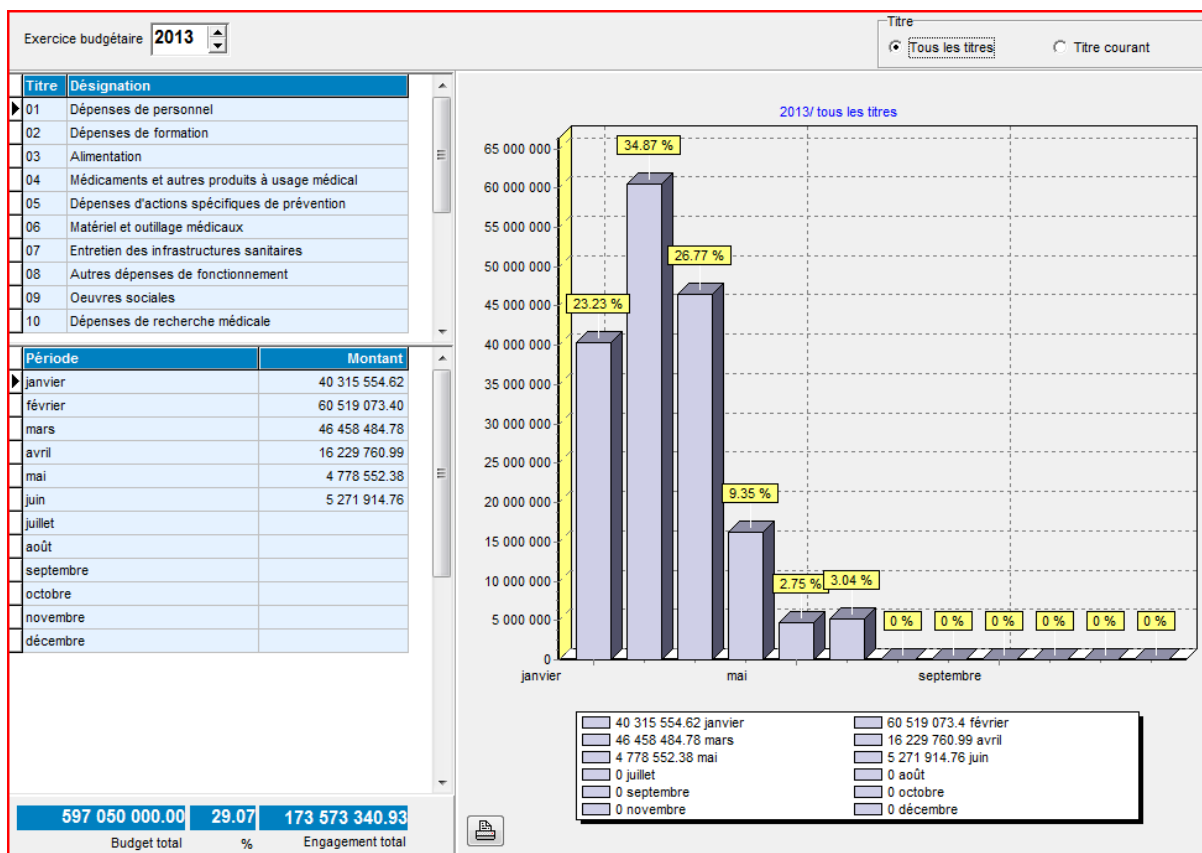 Exercice budgétaire 2013
Titre
Tous les titres Titre courant
Titre Désignation
01 Dépenses de personnel
02 Dépenses de formation
03 Alimentation
04 Médicaments et autres produits à usage médical
05 Dépenses d'actions spécifiques de prévention
06 Matériel et outillage médicaux
07 Entretien des infrastructures sanitaires
08 Autres dépenses de fonctionnement
09 Oeuvres sociales
10 Dépenses de recherche médicale
Période Montant
janvier 40 315 554.62
février 60 519 073.40
mars 46 458 484.78
avril 16 229 760.99
mai 4 778 552.38
juin 5 271 914.76
juillet
août
septembre
octobre
novembre
décembre
597 050 000.00 29.07 173 573 340.93
Budget total % Engagement total
2013/ tous les titres
65 000 000
60 000 000
55 000 000
50 000 000
45 000 000
40 000 000
35 000 000
30 000 000
25 000 000
20 000 000
15 000 000
10 000 000
5 000 000
0
23.23 %
34.87 %
26.77 %
9.35 %
2.75 %
3.04 %
0 %
0 %
0 %
0 %
0 %
0 %
janvier mai septembre
40 315 554.62 janvier 60 519 073.4 février
46 458 484.78 mars 16 229 760.99 avril
4 778 552.38 mai 5 271 914.76 juin
0 juillet 0 août
0 septembre 0 octobre
0 novembre 0 décembre